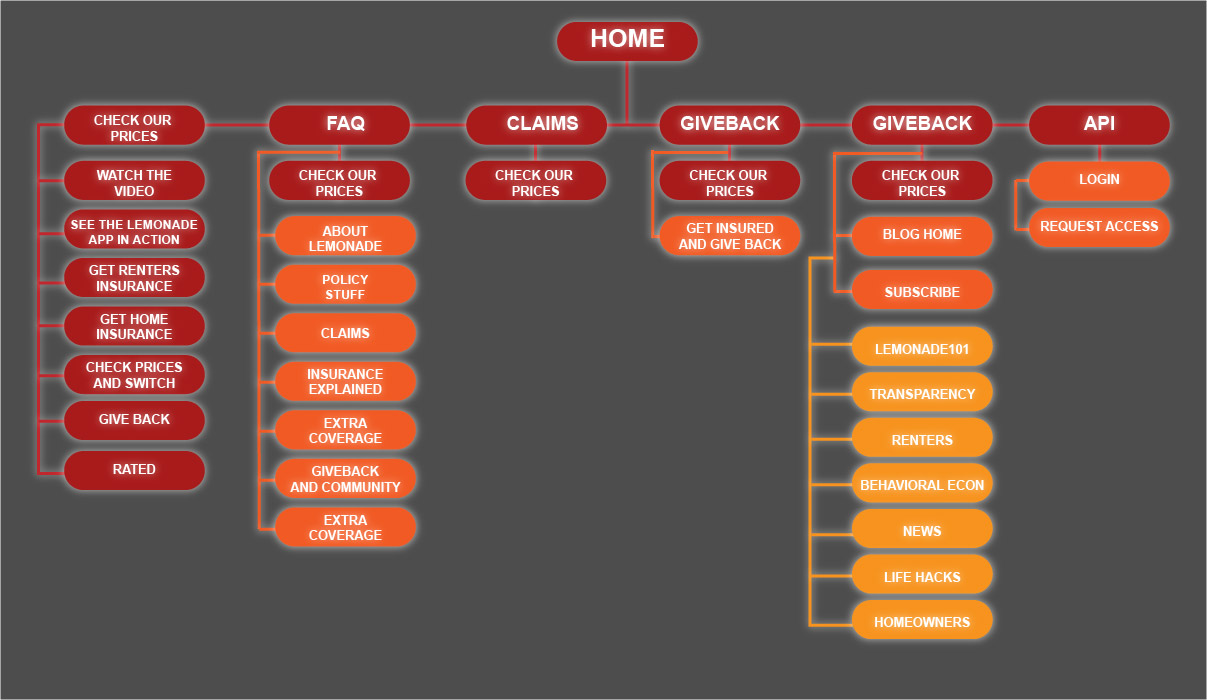 HOME
CHECK OUR
PRICES
FAQ
CLAIMS
GIVEBACK
GIVEBACK
API
WATCH THE
VIDEO
SEE THE LEMONADE
APP IN ACTION
GET RENTERS
INSURANCE
GET HOME
INSURANCE
CHECK PRICES
AND SWITCH
GIVE BACK
RATED
CHECK OUR
PRICES
ABOUT
LEMONADE
POLICY
STUFF
CLAIMS
INSURANCE
EXPLAINED
EXTRA
COVERAGE
GIVEBACK
AND COMMUNITY
EXTRA
COVERAGE
CHECK OUR
PRICES
CHECK OUR
PRICES
GET INSURED
AND GIVE BACK
CHECK OUR
PRICES
BLOG HOME
SUBSCRIBE
LEMONADE101
TRANSPARENCY
RENTERS
BEHAVIORAL ECON
NEWS
LIFE HACKS
HOMEOWNERS
LOGIN
REQUEST ACCESS